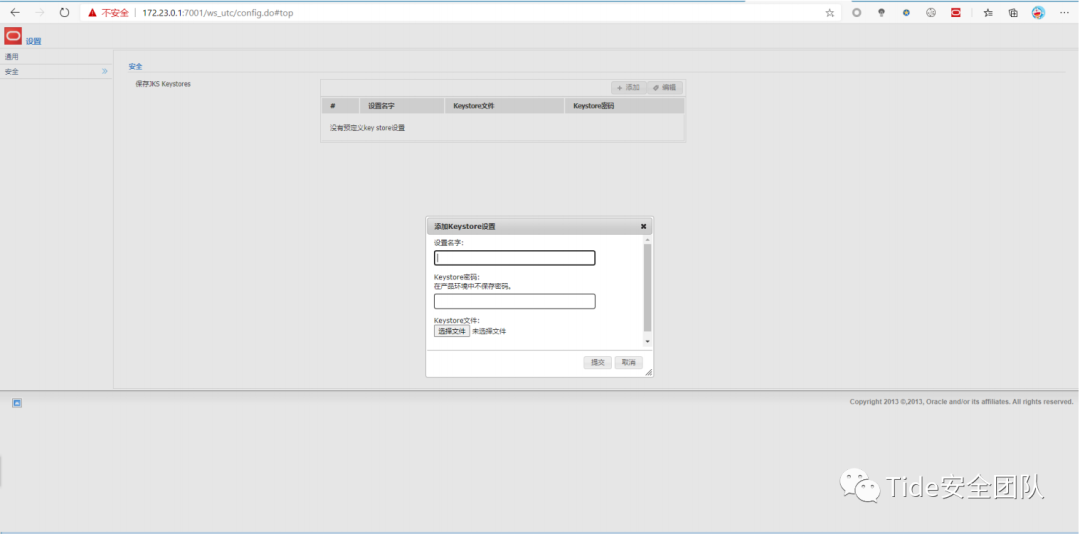 不安全 172.23.0.1:7001/ws_utc/config.do#top
设置
通用
安全
安全
保存JKS Keystores
添加 编辑
# 设置名字 Keystore文件 Keystore密码
没有预定义key store设置
添加Keystore设置
设置名字:
Keystore密码:
在产品环境中不保存密码。
Keystore文件:
选择文件 未选择文件
提交 取消
Copyright 2013 ©,2013, Oracle and/or its affiliates. All rights reserved.
Tide安全团队